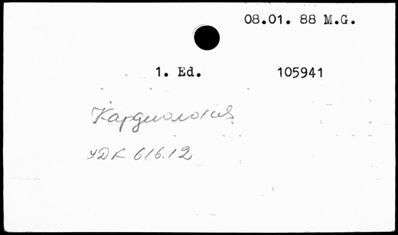 08.01. 88 M.G.
1. Ed. 105941
Кардиология
УДК 616.12